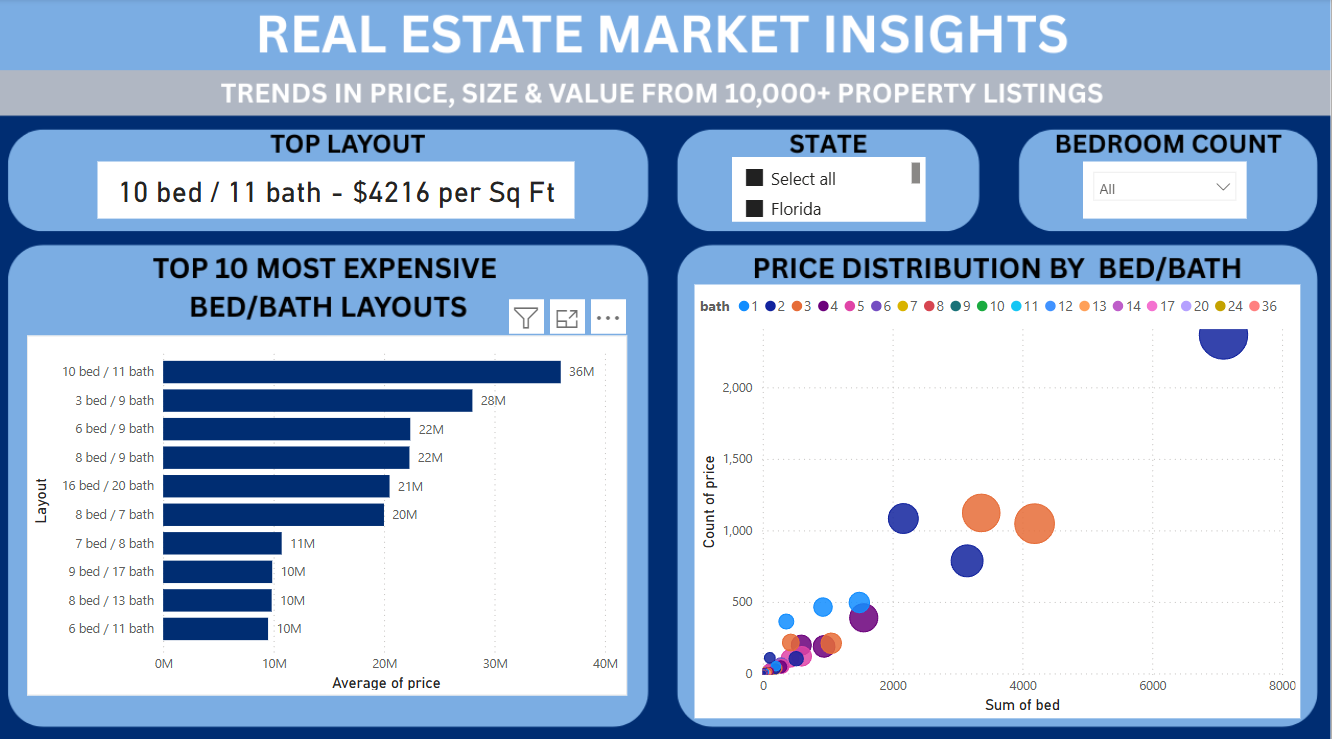 REAL ESTATE MARKET INSIGHTS
TRENDS IN PRICE, SIZE & VALUE FROM 10,000+ PROPERTY LISTINGS
TOP LAYOUT
10 bed / 11 bath - $4216 per Sq Ft
STATE
Select all
Florida
BEDROOM COUNT
All
TOP 10 MOST EXPENSIVE
BED/BATH LAYOUTS
Layout
10 bed / 11 bath 36M
3 bed / 9 bath 28M
6 bed / 9 bath 22M
8 bed / 9 bath 22M
16 bed / 20 bath 21M
8 bed / 7 bath 20M
7 bed / 8 bath 11M
9 bed / 17 bath 10M
8 bed / 13 bath 10M
6 bed / 11 bath 10M
0M 10M 20M 30M 40M
Average of price
PRICE DISTRIBUTION BY BED/BATH
bath 1 2 3 4 5 6 7 8 9 10 11 12 13 14 17 20 24 36
Count of price
2,000
1,500
1,000
500
0
0 2000 4000 6000 8000
Sum of bed